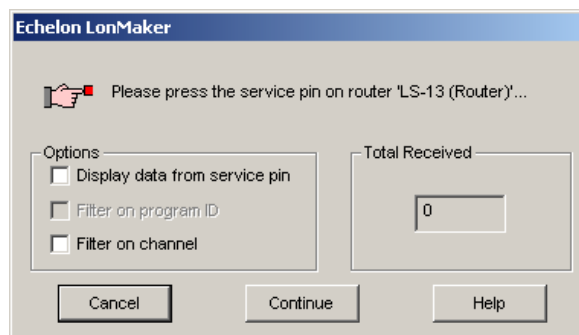 Echelon LonMaker
Please press the service pin on router 'LS-13 (Router)'...
Options
Display data from service pin
Filter on program ID
Filter on channel
Total Received
0
Cancel
Continue
Help